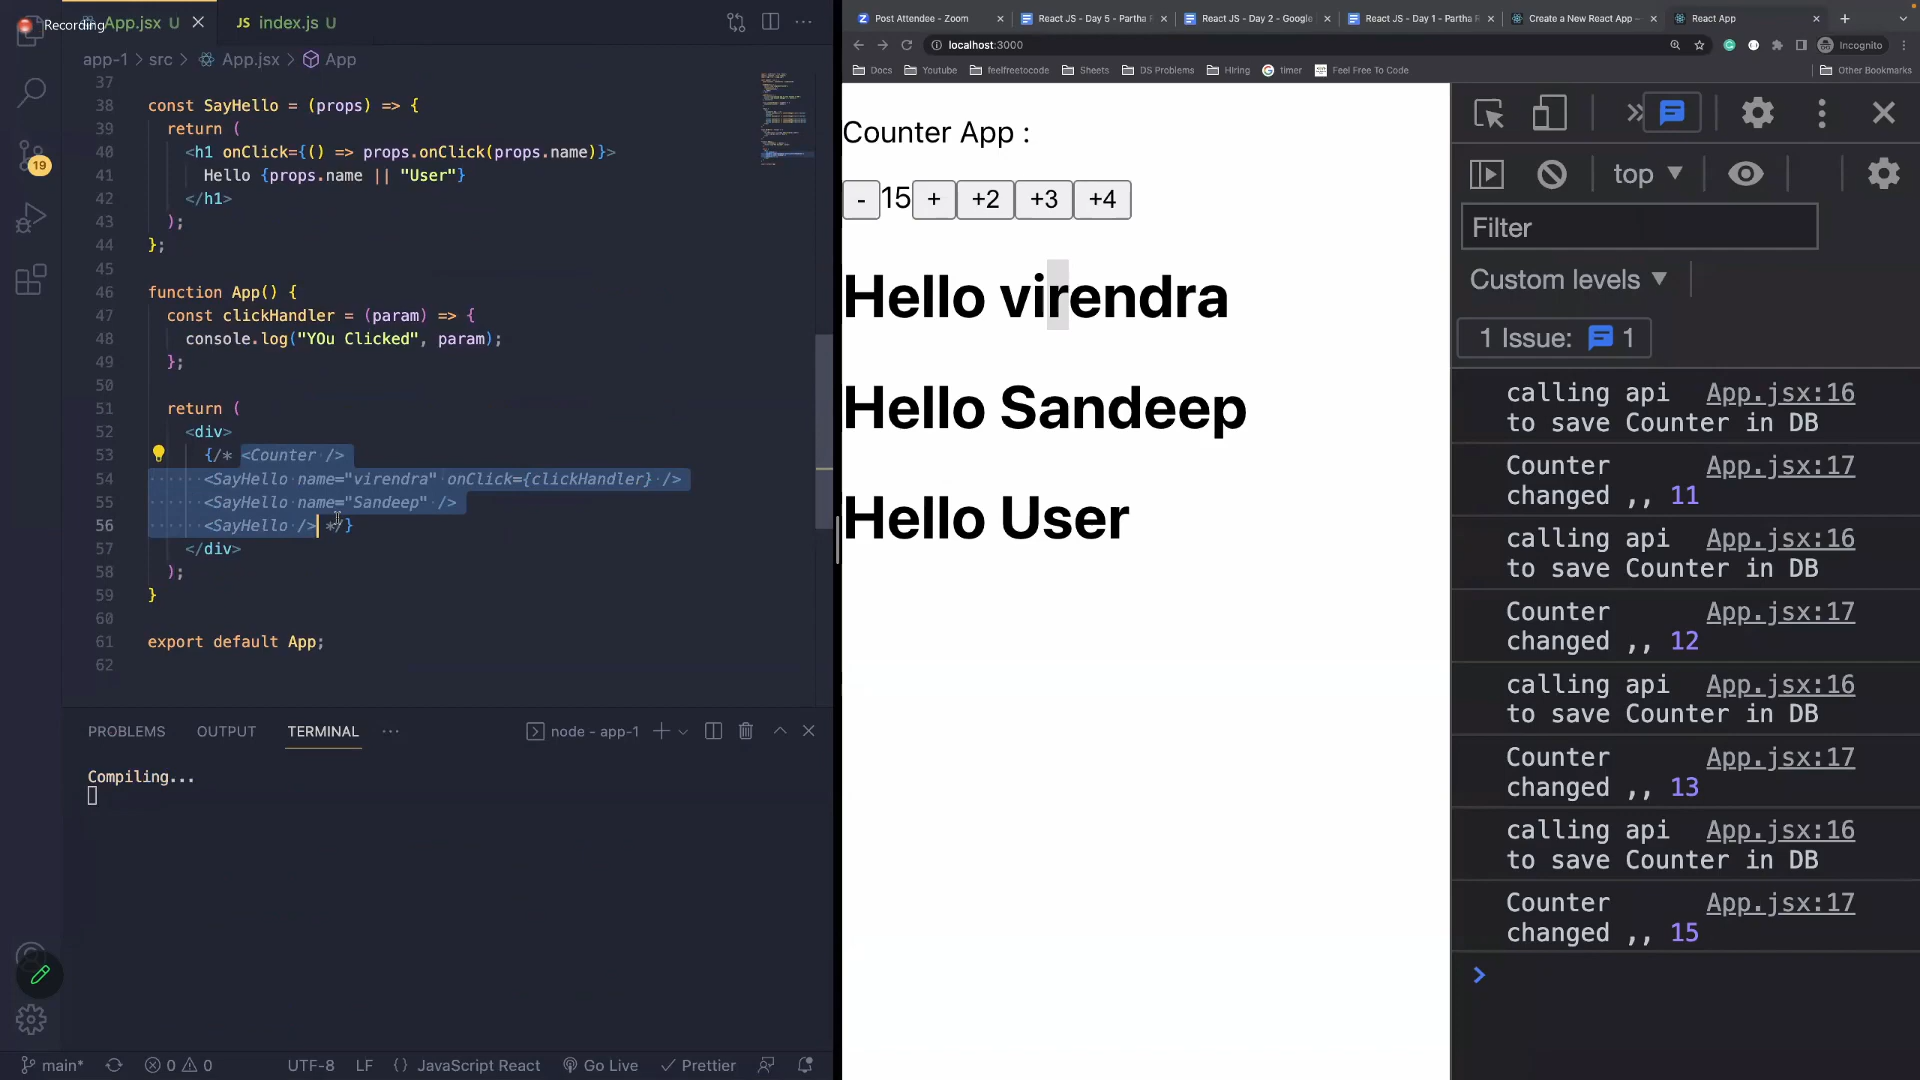 Recording
App.jsx U
JS index.js U
app-1 > src > App.jsx > App
37
38 const SayHello = (props) => {
39 return (
40 <h1 onClick={() => props.onClick(props.name)}>
41 Hello {props.name || "User"}
42 </h1>
43 );
44 };
45
46 function App() {
47 const clickHandler = (param) => {
48 console.log("YOu Clicked", param);
49 };
50
51 return (
52 <div>
53 {/* <Counter />
54 <SayHello name="virendra" onClick={clickHandler} />
55 <SayHello name="Sandeep" />
56 <SayHello /> */}
57 </div>
58 );
59 }
60
61 export default App;
62
19
PROBLEMS OUTPUT TERMINAL ··· node - app-1
Compiling...
main* 0 0 UTF-8 LF {} JavaScript React Go Live Prettier
Post Attendee - Zoom
React JS - Day 5 - Partha F
React JS - Day 2 - Google
React JS - Day 1 - Partha R
Create a New React App –
React App
localhost:3000
Incognito
Docs Youtube feelfreetocode Sheets DS Problems Hiring timer Feel Free To Code Other Bookmarks
Counter App :
- 15 + +2 +3 +4
Hello virendra
Hello Sandeep
Hello User
top
Filter
Custom levels
1 Issue: 1
calling api App.jsx:16
to save Counter in DB
Counter App.jsx:17
changed ,, 11
calling api App.jsx:16
to save Counter in DB
Counter App.jsx:17
changed ,, 12
calling api App.jsx:16
to save Counter in DB
Counter App.jsx:17
changed ,, 13
calling api App.jsx:16
to save Counter in DB
Counter App.jsx:17
changed ,, 15